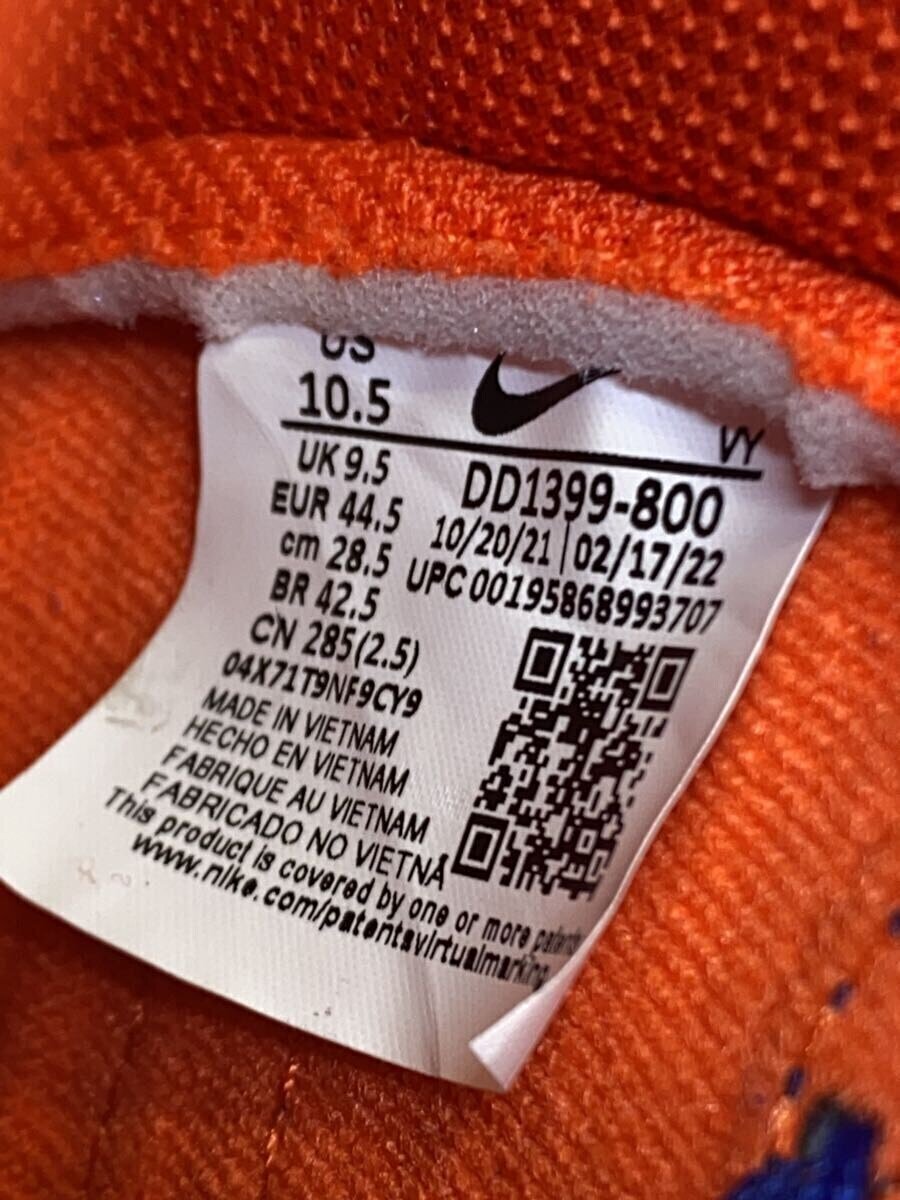 US
10.5
VY
UK 9.5
EUR 44.5
cm 28.5
BR 42.5
CN 285(2.5)
DD1399-800
10/20/21 | 02/17/22
UPC 00195868993707
04X71T9NF9CY9
MADE IN VIETNAM
HECHO EN VIETNAM
FABRIQUE AU VIETNAM
FABRICADO NO VIETNÃ
This product is covered by one or more patents
www.nike.com/patentsvirtualmarking